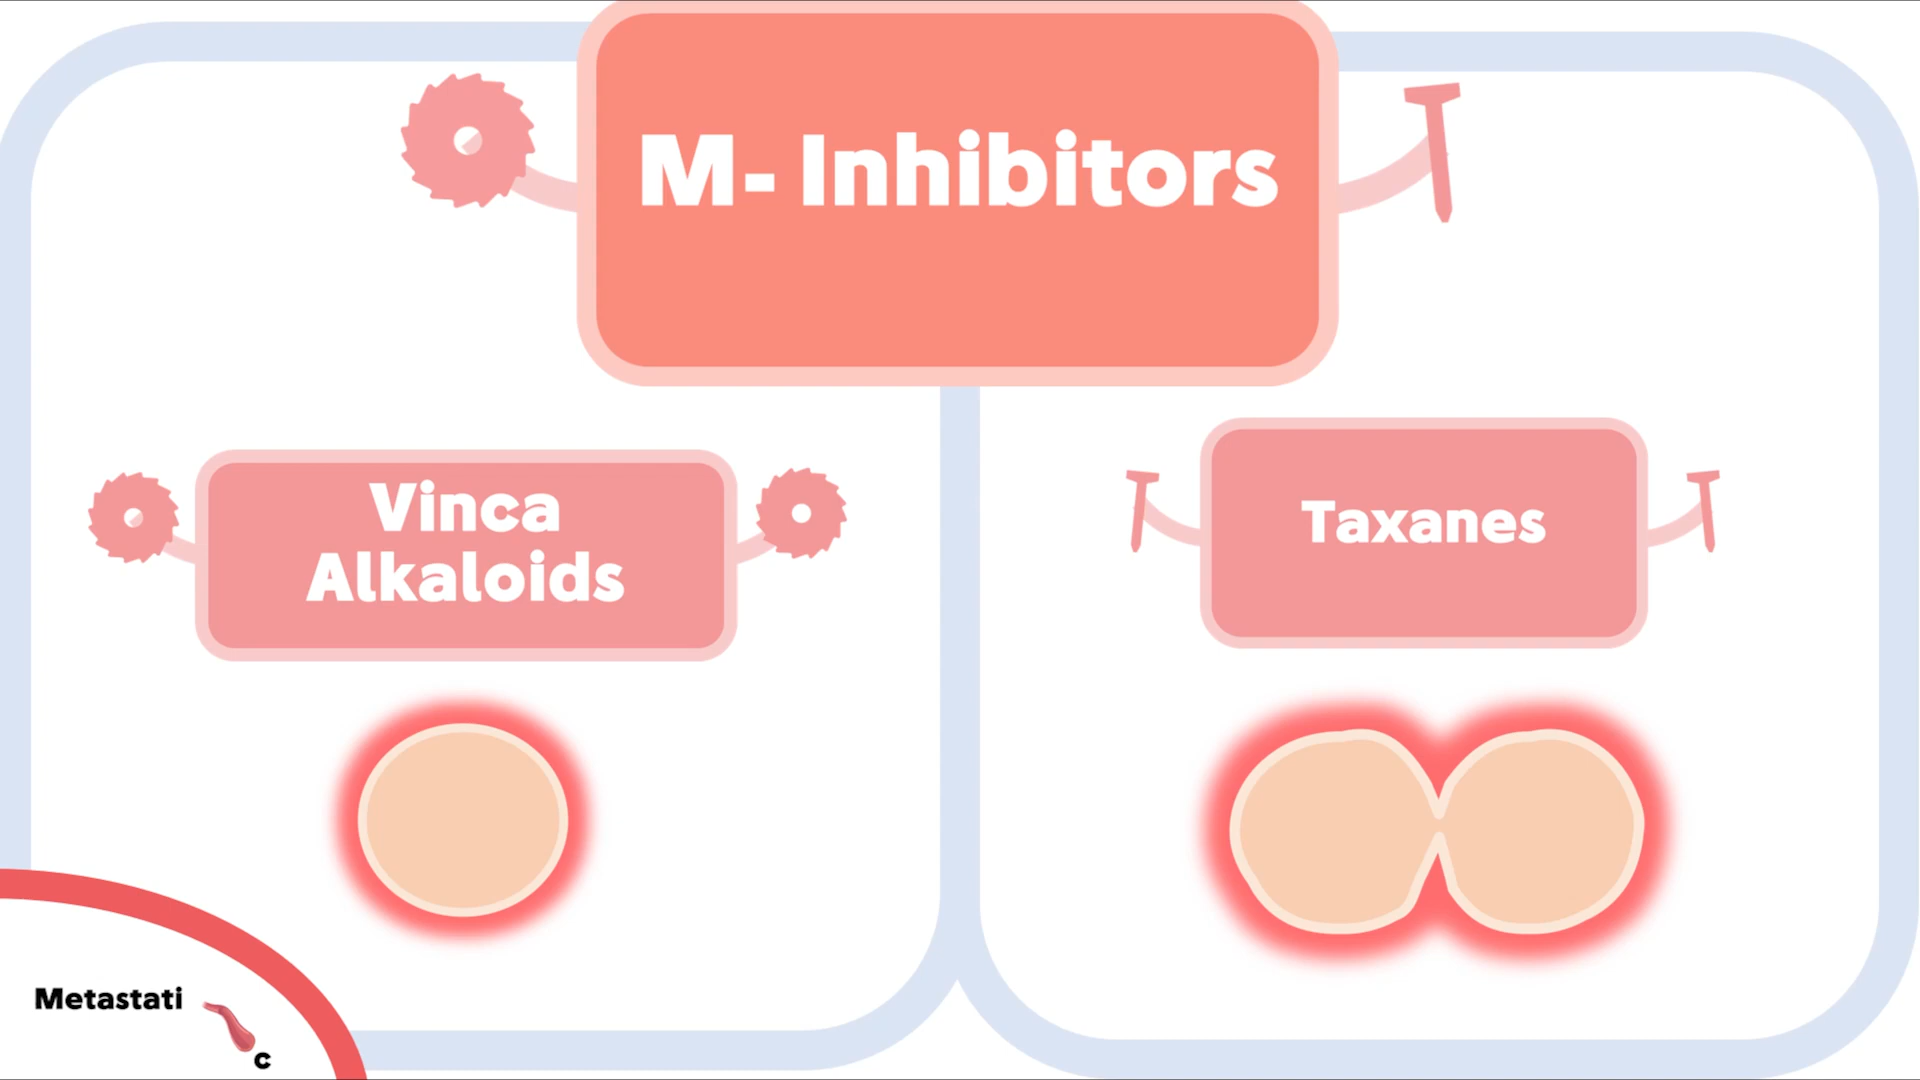 M- Inhibitors
Vinca
Alkaloids
Taxanes
Metastati
c